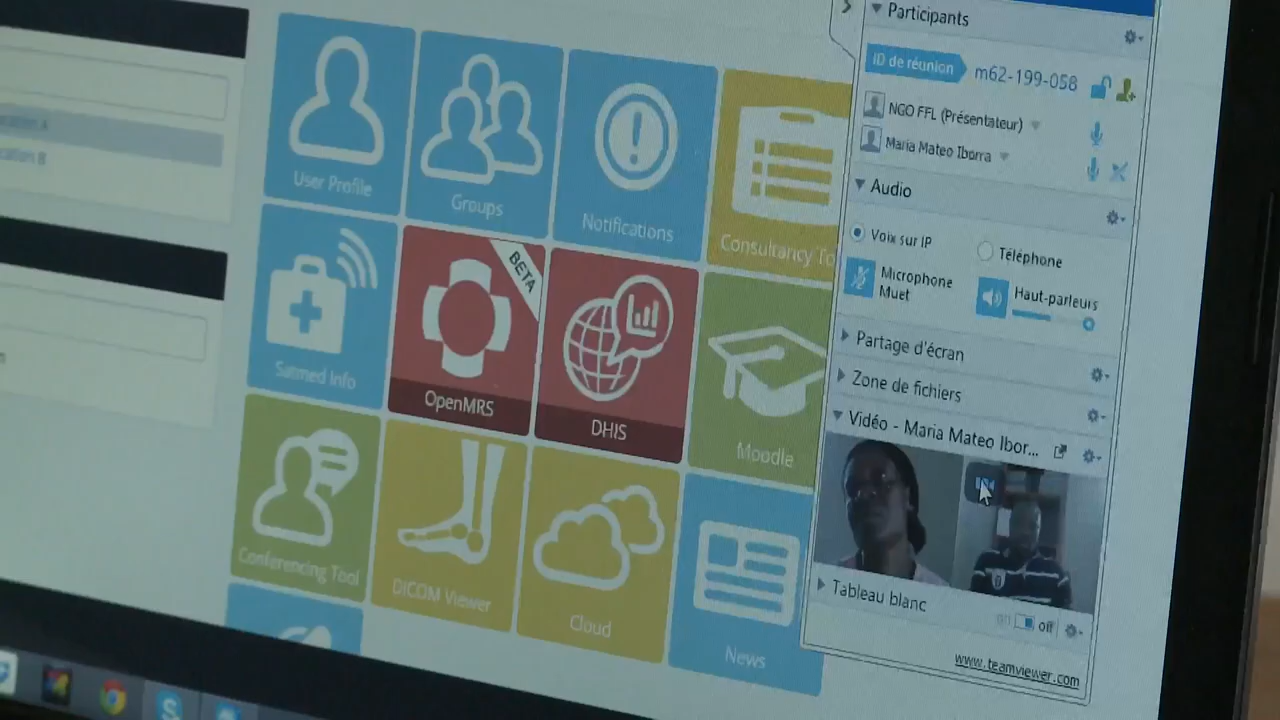 User Profile
Groups
Notifications
Consultancy To
Satmed Info
BETA
OpenMRS
DHIS
Moodle
Conferencing Tool
DICOM Viewer
Cloud
News
Participants
ID de réunion
m62-199-058
NGO FFL (Présentateur)
Maria Mateo Iborra
Audio
Voix sur IP
Téléphone
Microphone
Muet
Haut-parleurs
Partage d'écran
Zone de fichiers
Vidéo - Maria Mateo Ibor...
Tableau blanc
off
www.teamviewer.com